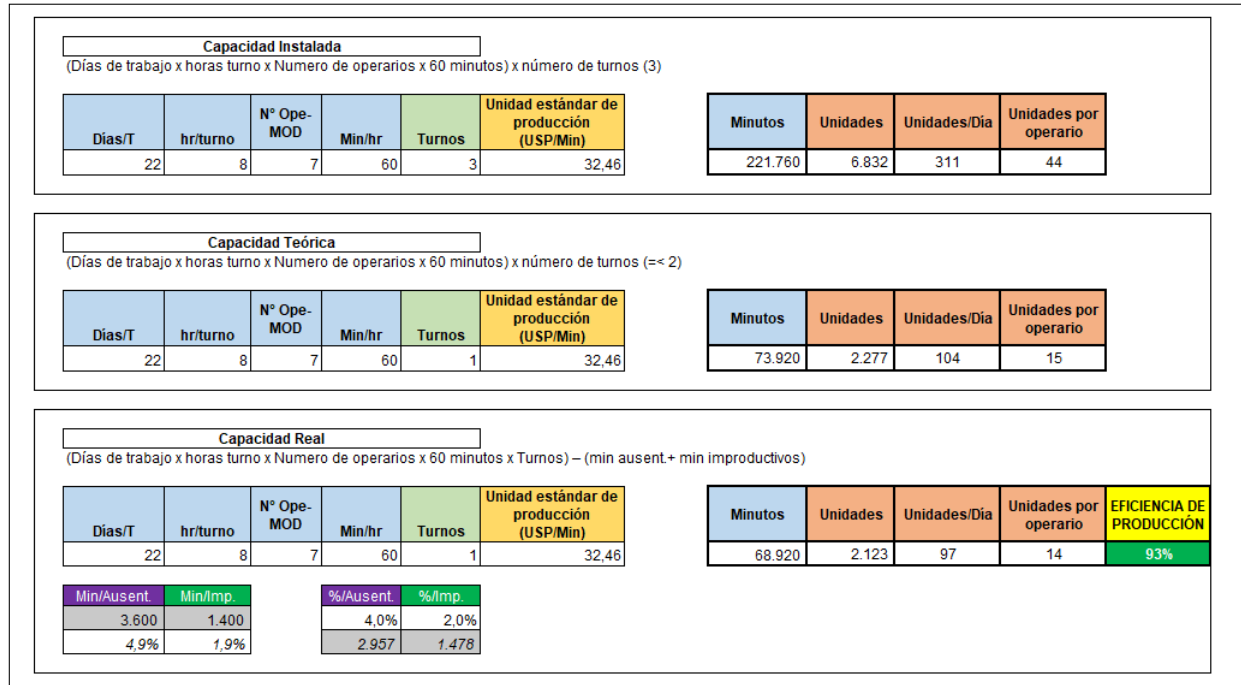 Capacidad Instalada
(Días de trabajo x horas turno x Numero de operarios x 60 minutos) x número de turnos (3)
Días/T hr/turno N° Ope-MOD Min/hr Turnos Unidad estándar de producción (USP/Min) Minutos Unidades Unidades/Día Unidades por operario
22 8 7 60 3 32,46 221.760 6.832 311 44
Capacidad Teórica
(Días de trabajo x horas turno x Numero de operarios x 60 minutos) x número de turnos (=< 2)
Días/T hr/turno N° Ope-MOD Min/hr Turnos Unidad estándar de producción (USP/Min) Minutos Unidades Unidades/Día Unidades por operario
22 8 7 60 1 32,46 73.920 2.277 104 15
Capacidad Real
(Días de trabajo x horas turno x Numero de operarios x 60 minutos x Turnos) – (min ausent.+ min improductivos)
Días/T hr/turno N° Ope-MOD Min/hr Turnos Unidad estándar de producción (USP/Min) Minutos Unidades Unidades/Día Unidades por operario EFICIENCIA DE PRODUCCIÓN
22 8 7 60 1 32,46 68.920 2.123 97 14 93%
Min/Ausent. Min/Imp. %/Ausent. %/Imp.
3.600 1.400 4,0% 2,0%
4,9% 1,9% 2.957 1.478